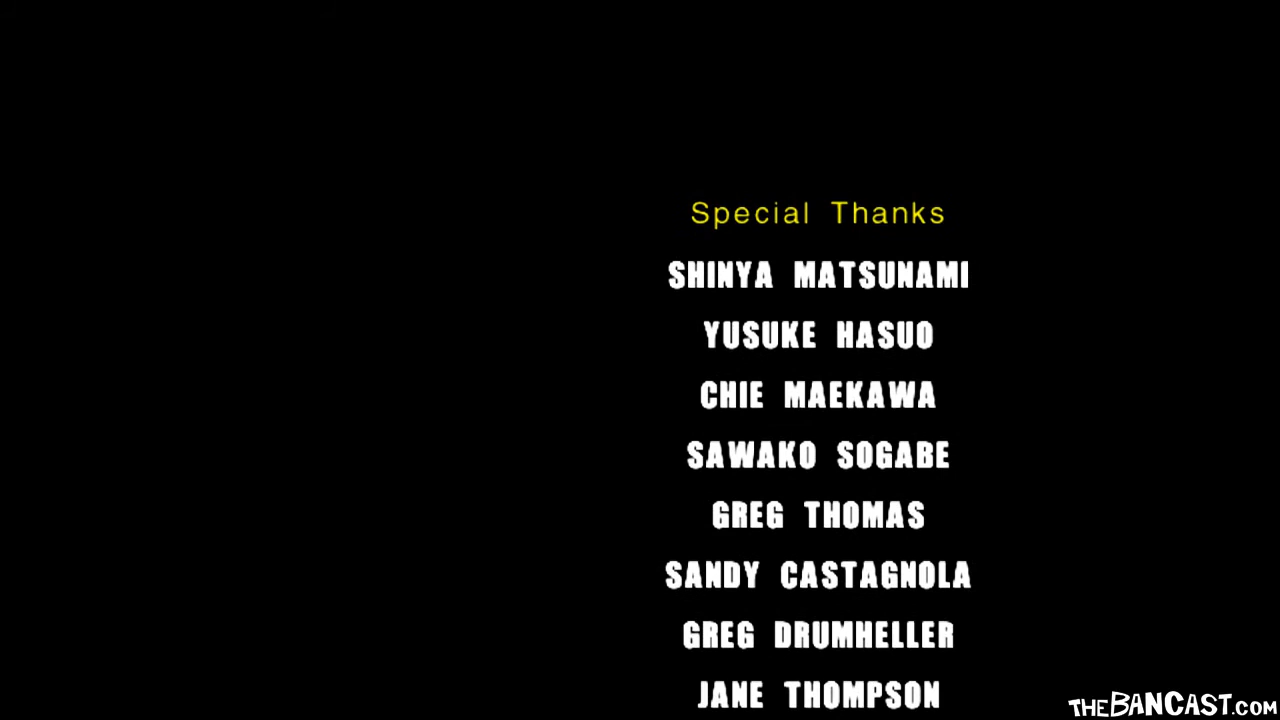 Special Thanks
SHINYA MATSUNAMI
YUSUKE HASUO
CHIE MAEKAWA
SAWAKO SOGABE
GREG THOMAS
SANDY CASTAGNOLA
GREG DRUMHELLER
JANE THOMPSON
THEBANCAST.COM